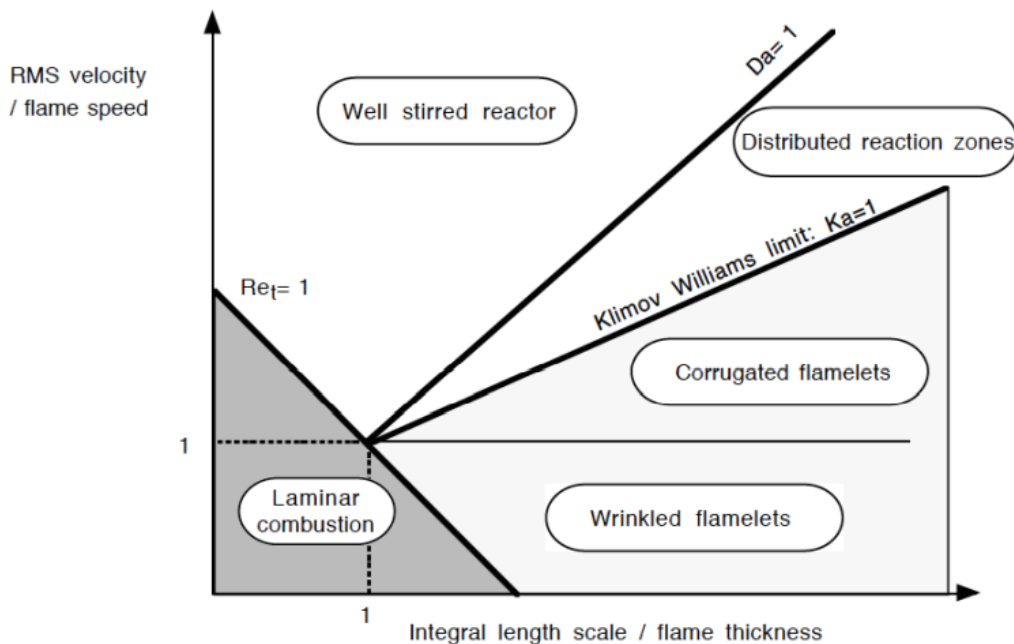 RMS velocity
/ flame speed
Well stirred reactor
Da= 1
Distributed reaction zones
Klimov Williams limit: Ka=1
Ret= 1
Corrugated flamelets
1
Laminar
combustion
Wrinkled flamelets
1
Integral length scale / flame thickness